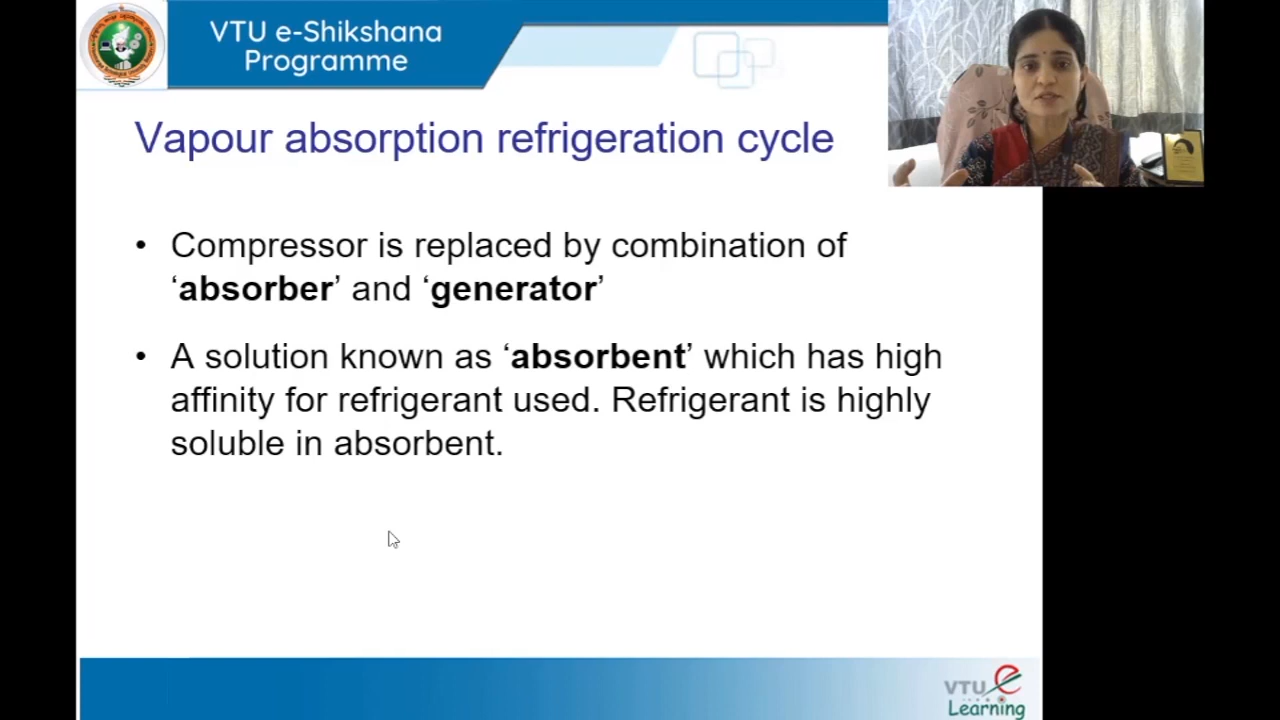 VTU e-Shikshana
Programme
Vapour absorption refrigeration cycle
• Compressor is replaced by combination of
‘absorber’ and ‘generator’
• A solution known as ‘absorbent’ which has high
affinity for refrigerant used. Refrigerant is highly
soluble in absorbent.
VTU e
Learning